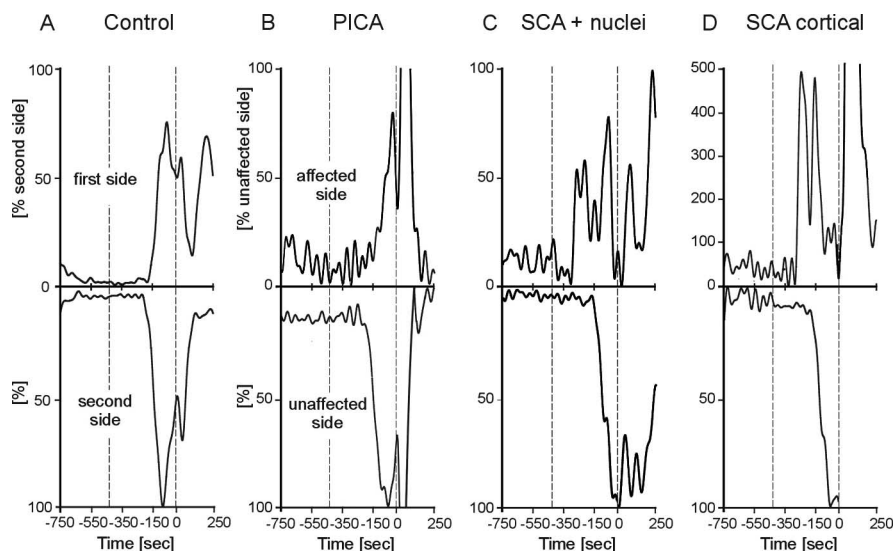 A Control B PICA C SCA + nuclei D SCA cortical
[% second side]
100
50
0
first side
[%]
50
100
second side
-750 -550 -350 -150 0 250
Time [sec]
[% unaffected side]
100
50
0
affected side
[%]
50
100
unaffected side
-750 -550 -350 -150 0 250
Time [sec]
100
50
0
50
100
-750 -550 -350 -150 0 250
Time [sec]
500
400
300
200
100
50
0
50
100
-750 -550 -350 -150 0 250
Time [sec]